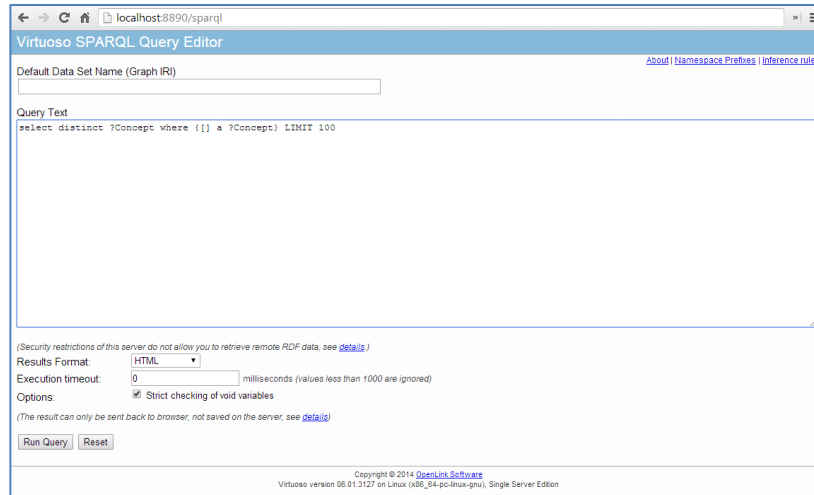 localhost:8890/sparql
Virtuoso SPARQL Query Editor
About | Namespace Prefixes | Inference rule
Default Data Set Name (Graph IRI)
Query Text
select distinct ?Concept where {[] a ?Concept} LIMIT 100
(Security restrictions of this server do not allow you to retrieve remote RDF data, see details.)
Results Format: HTML
Execution timeout: 0 milliseconds (values less than 1000 are ignored)
Options: Strict checking of void variables
(The result can only be sent back to browser, not saved on the server, see details)
Run Query Reset
Copyright © 2014 OpenLink Software
Virtuoso version 06.01.3127 on Linux (x86_64-pc-linux-gnu), Single Server Edition